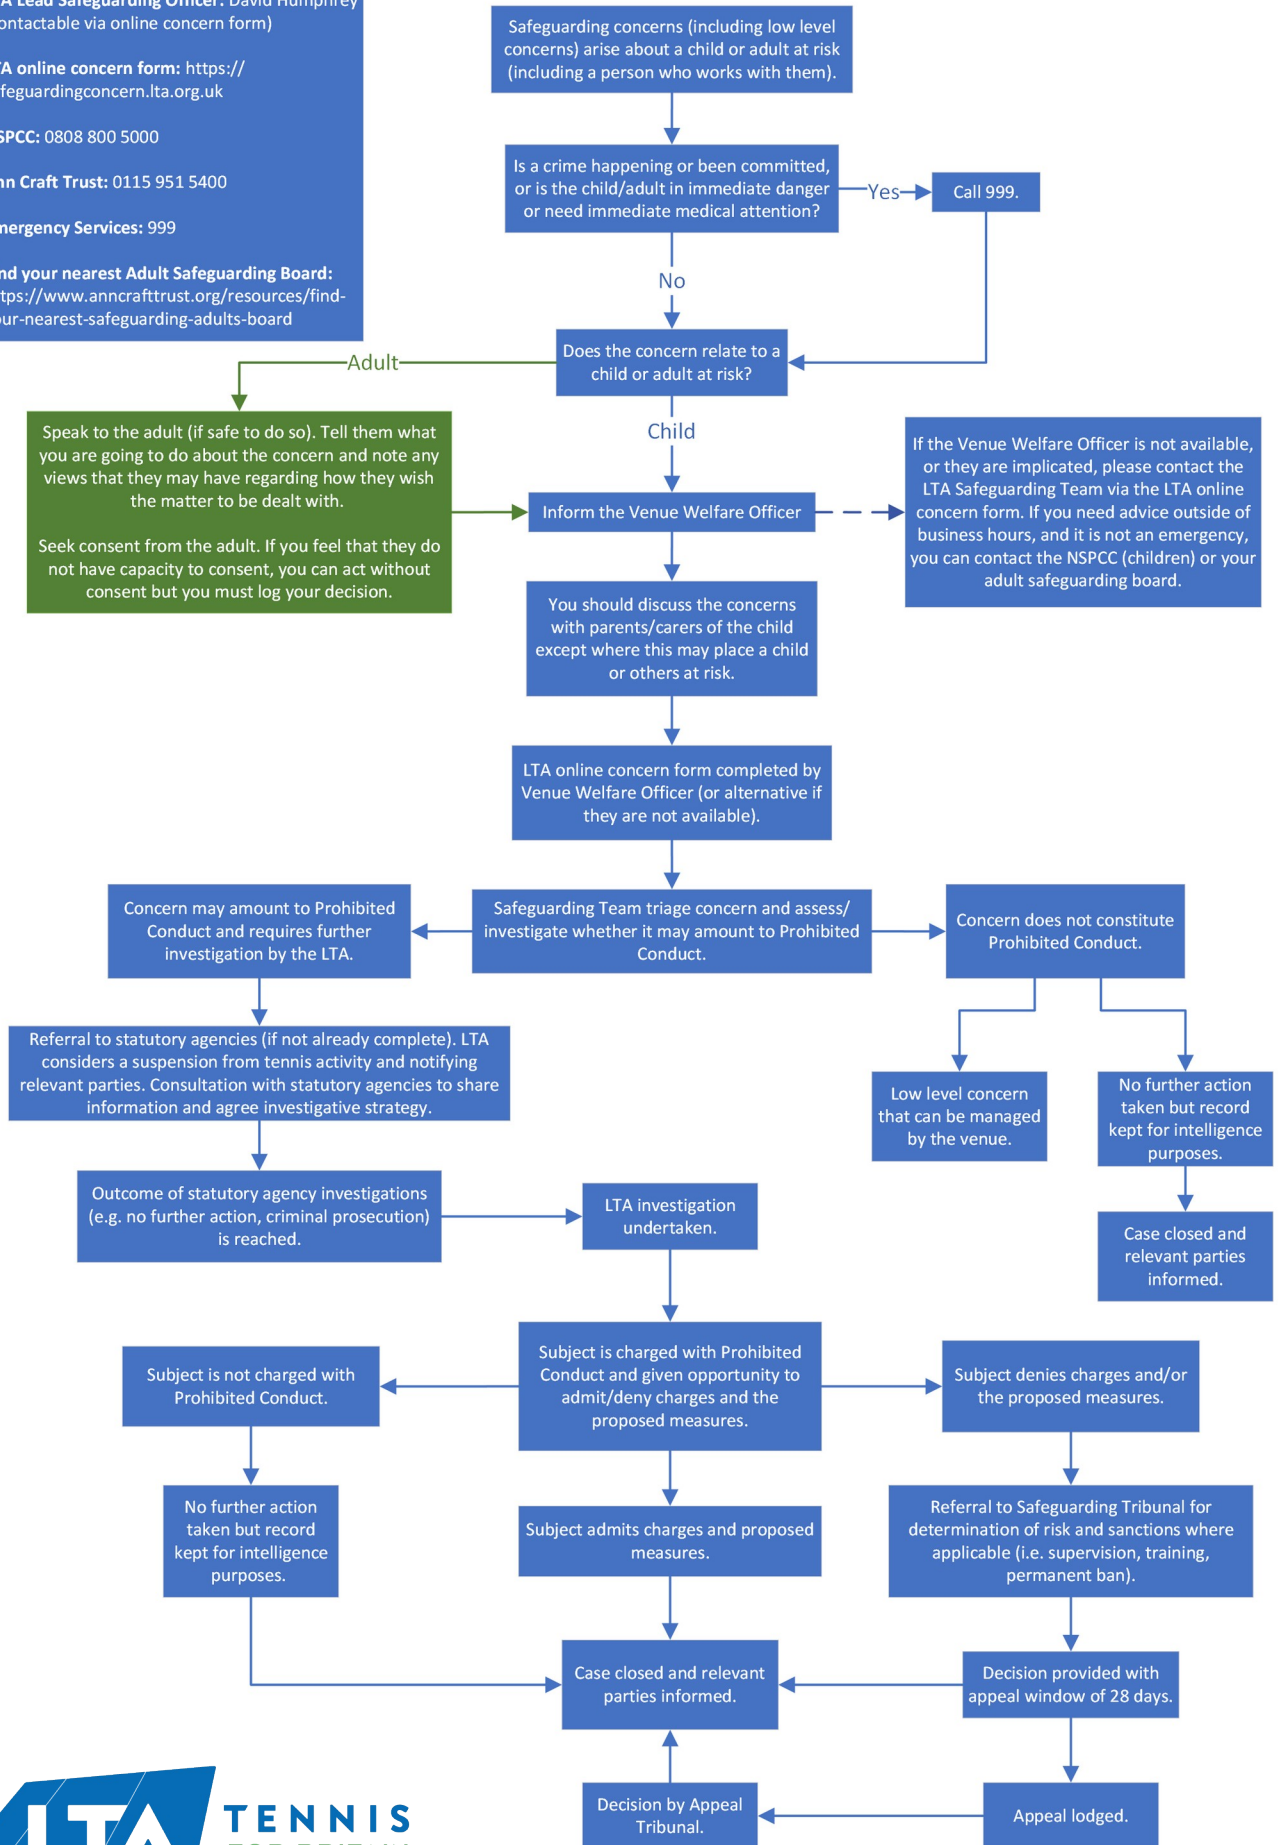 Lead Safeguarding Officer: David Humphrey
contactable via online concern form)
online concern form: https://
safeguardingconcern.lta.org.uk
NSPCC: 0808 800 5000
Ann Craft Trust: 0115 951 5400
Emergency Services: 999
Find your nearest Adult Safeguarding Board:
https://www.anncrafttrust.org/resources/find-
your-nearest-safeguarding-adults-board
Safeguarding concerns (including low level
concerns) arise about a child or adult at risk
(including a person who works with them).
Is a crime happening or been committed,
or is the child/adult in immediate danger
or need immediate medical attention?
Yes
Call 999.
No
Does the concern relate to a
child or adult at risk?
Adult
Child
Speak to the adult (if safe to do so). Tell them what
you are going to do about the concern and note any
views that they may have regarding how they wish
the matter to be dealt with.
Seek consent from the adult. If you feel that they do
not have capacity to consent, you can act without
consent but you must log your decision.
Inform the Venue Welfare Officer
If the Venue Welfare Officer is not available,
or they are implicated, please contact the
LTA Safeguarding Team via the LTA online
concern form. If you need advice outside of
business hours, and it is not an emergency,
you can contact the NSPCC (children) or your
adult safeguarding board.
You should discuss the concerns
with parents/carers of the child
except where this may place a child
or others at risk.
LTA online concern form completed by
Venue Welfare Officer (or alternative if
they are not available).
Concern may amount to Prohibited
Conduct and requires further
investigation by the LTA.
Safeguarding Team triage concern and assess/
investigate whether it may amount to Prohibited
Conduct.
Concern does not constitute
Prohibited Conduct.
Referral to statutory agencies (if not already complete). LTA
considers a suspension from tennis activity and notifying
relevant parties. Consultation with statutory agencies to share
information and agree investigative strategy.
Low level concern
that can be managed
by the venue.
No further action
taken but record
kept for intelligence
purposes.
Outcome of statutory agency investigations
(e.g. no further action, criminal prosecution)
is reached.
LTA investigation
undertaken.
Case closed and
relevant parties
informed.
Subject is not charged with
Prohibited Conduct.
Subject is charged with Prohibited
Conduct and given opportunity to
admit/deny charges and the
proposed measures.
Subject denies charges and/or
the proposed measures.
No further action
taken but record
kept for intelligence
purposes.
Subject admits charges and proposed
measures.
Referral to Safeguarding Tribunal for
determination of risk and sanctions where
applicable (i.e. supervision, training,
permanent ban).
Case closed and relevant
parties informed.
Decision provided with
appeal window of 28 days.
Decision by Appeal
Tribunal.
Appeal lodged.
LTA TENNIS